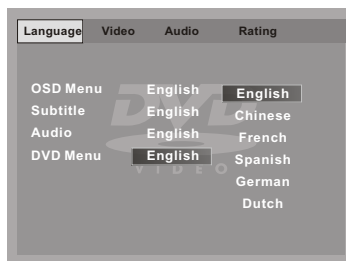 Language Video Audio Rating
OSD Menu English English
Subtitle English Chinese
Audio English French
DVD Menu English Spanish
German
Dutch
DVD
VIDEO